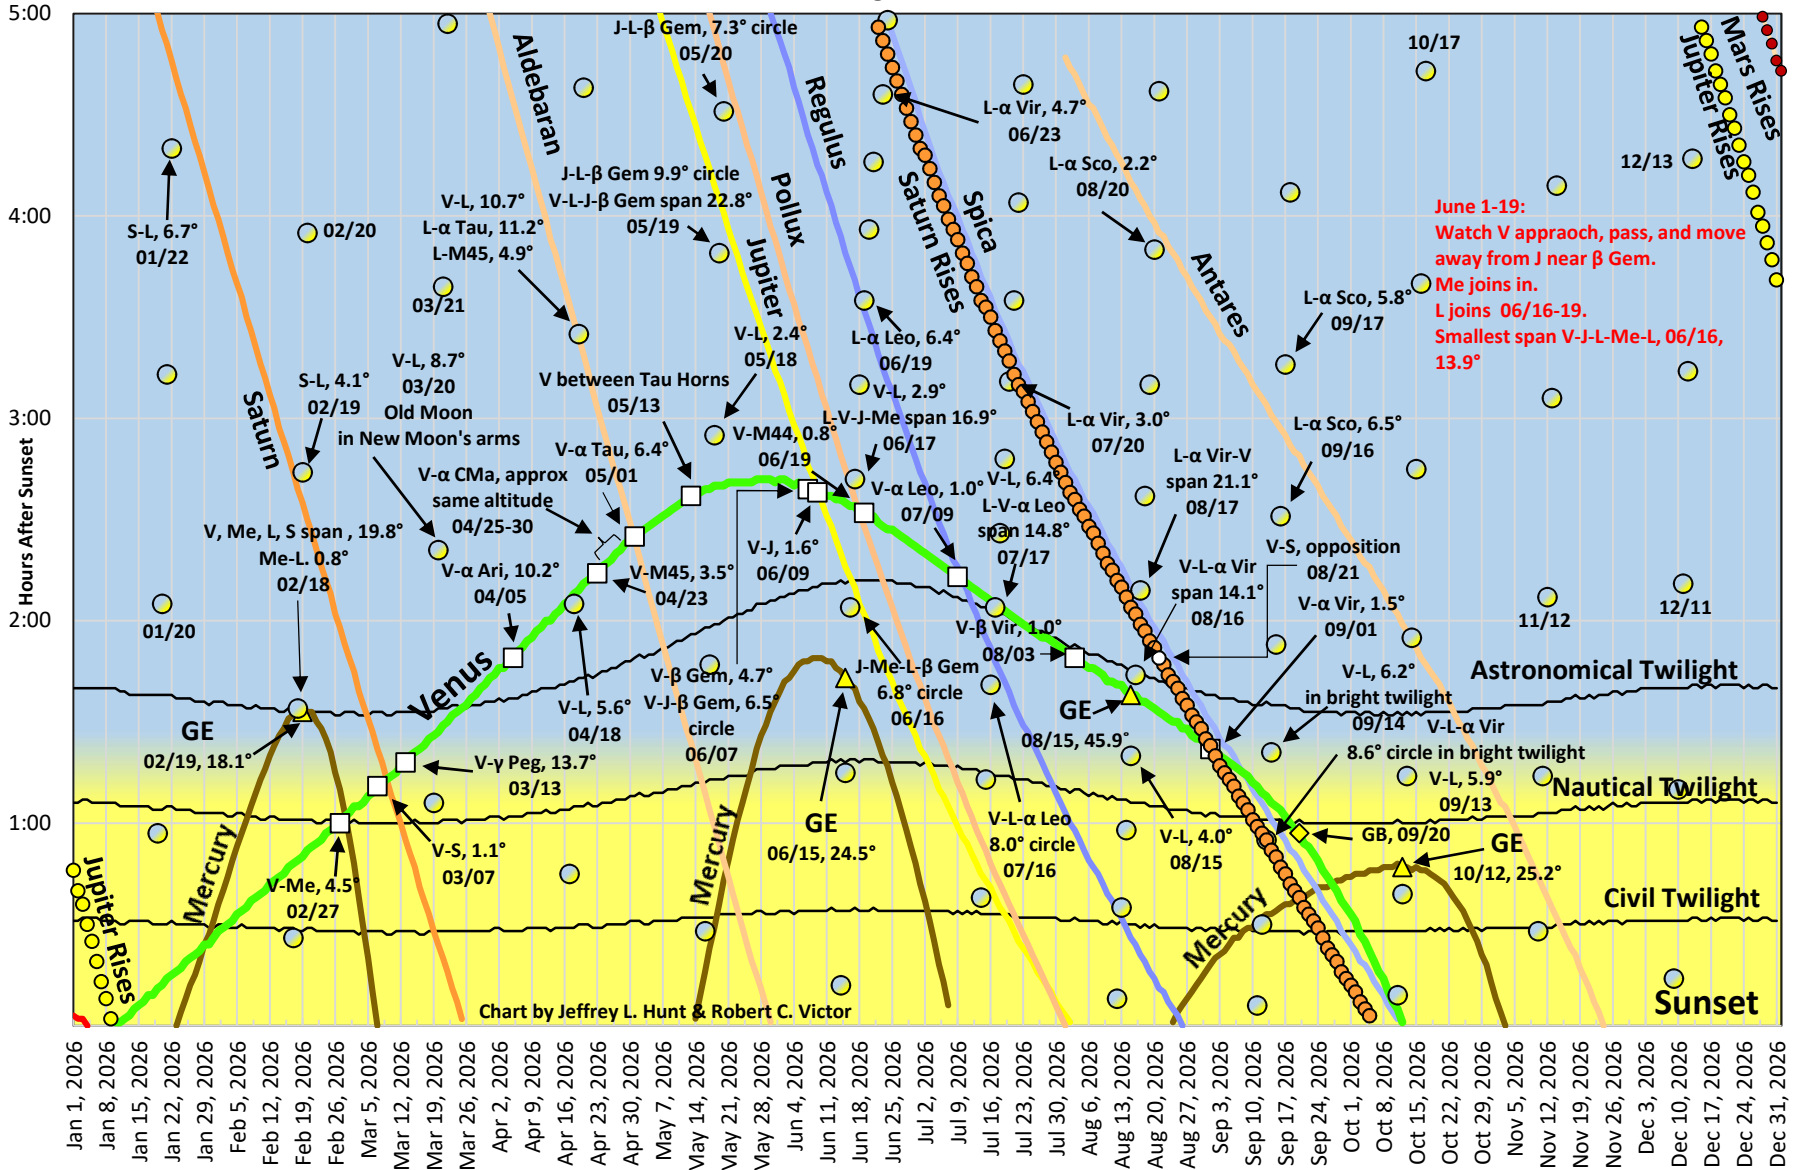 5:00
4:00
3:00
2:00
1:00
Hours After Sunset
J-L-β Gem, 7.3° circle
05/20
10/17
Aldebaran
Regulus
Pollux
Jupiter
Saturn Rises
Spica
Antares
Jupiter Rises
Mars Rises
L-α Vir, 4.7°
06/23
L-α Sco, 2.2°
08/20
12/13
J-L-β Gem 9.9° circle
V-L-J-β Gem span 22.8°
05/19
V-L, 10.7°
L-α Tau, 11.2°
L-M45, 4.9°
S-L, 6.7°
01/22
02/20
03/21
June 1-19:
Watch V appraoch, pass, and move
away from J near β Gem.
Me joins in.
L joins  06/16-19.
Smallest span V-J-L-Me-L, 06/16,
13.9°
L-α Sco, 5.8°
09/17
V-L, 2.4°
05/18
L-α Leo, 6.4°
06/19
V-L, 8.7°
03/20
Old Moon
in New Moon's arms
S-L, 4.1°
02/19
Saturn
V between Tau Horns
05/13
V-L, 2.9°
L-V-J-Me span 16.9°
06/17
L-α Vir, 3.0°
07/20
L-α Sco, 6.5°
09/16
V-M44, 0.8°
06/19
V-α Tau, 6.4°
05/01
V-α CMa, approx
same altitude
04/25-30
L-α Vir-V
span 21.1°
08/17
V-α Leo, 1.0°
07/09
V-L, 6.4°
L-V-α Leo
span 14.8°
07/17
V, Me, L, S span , 19.8°
Me-L. 0.8°
02/18
V-J, 1.6°
06/09
V-S, opposition
08/21
V-L-α Vir
span 14.1°
08/16
V-α Ari, 10.2°
04/05
V-M45, 3.5°
04/23
V-α Vir, 1.5°
09/01
01/20
11/12
12/11
V-β Vir, 1.0°
08/03
Venus
V-β Gem, 4.7°
V-J-β Gem, 6.5°
circle
06/07
J-Me-L-β Gem
6.8° circle
06/16
V-L, 6.2°
in bright twilight
09/14
Astronomical Twilight
V-L, 5.6°
04/18
GE
02/19, 18.1°
GE
08/15, 45.9°
V-L-α Vir
8.6° circle in bright twilight
V-γ Peg, 13.7°
03/13
V-L, 5.9°
09/13
Nautical Twilight
GE
06/15, 24.5°
V-L-α Leo
8.0° circle
07/16
V-L, 4.0°
08/15
GB, 09/20
GE
10/12, 25.2°
V-S, 1.1°
03/07
V-Me, 4.5°
02/27
Mercury
Mercury
Mercury
Jupiter Rises
Civil Twilight
Sunset
Chart by Jeffrey L. Hunt & Robert C. Victor
Jan 1, 2026
Jan 8, 2026
Jan 15, 2026
Jan 22, 2026
Jan 29, 2026
Feb 5, 2026
Feb 12, 2026
Feb 19, 2026
Feb 26, 2026
Mar 5, 2026
Mar 12, 2026
Mar 19, 2026
Mar 26, 2026
Apr 2, 2026
Apr 9, 2026
Apr 16, 2026
Apr 23, 2026
Apr 30, 2026
May 7, 2026
May 14, 2026
May 21, 2026
May 28, 2026
Jun 4, 2026
Jun 11, 2026
Jun 18, 2026
Jun 25, 2026
Jul 2, 2026
Jul 9, 2026
Jul 16, 2026
Jul 23, 2026
Jul 30, 2026
Aug 6, 2026
Aug 13, 2026
Aug 20, 2026
Aug 27, 2026
Sep 3, 2026
Sep 10, 2026
Sep 17, 2026
Sep 24, 2026
Oct 1, 2026
Oct 8, 2026
Oct 15, 2026
Oct 22, 2026
Oct 29, 2026
Nov 5, 2026
Nov 12, 2026
Nov 19, 2026
Nov 26, 2026
Dec 3, 2026
Dec 10, 2026
Dec 17, 2026
Dec 24, 2026
Dec 31, 2026